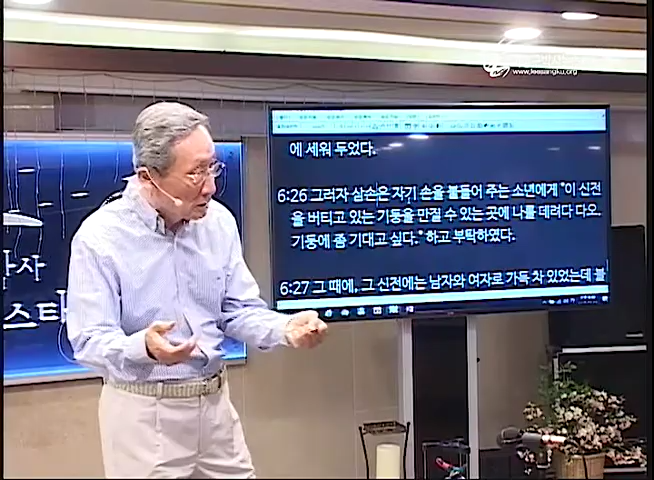 www.leesangku.org
에 세워 두었다.
6:26 그러자 삼손은 자기 손을 붙들어 주는 소년에게 "이 신전
을 버티고 있는 기둥을 만질 수 있는 곳에 나를 데려다 다오.
기둥에 좀 기대고 싶다." 하고 부탁하였다.
6:27 그 때에, 그 신전에는 남자와 여자로 가득 차 있었는데 블